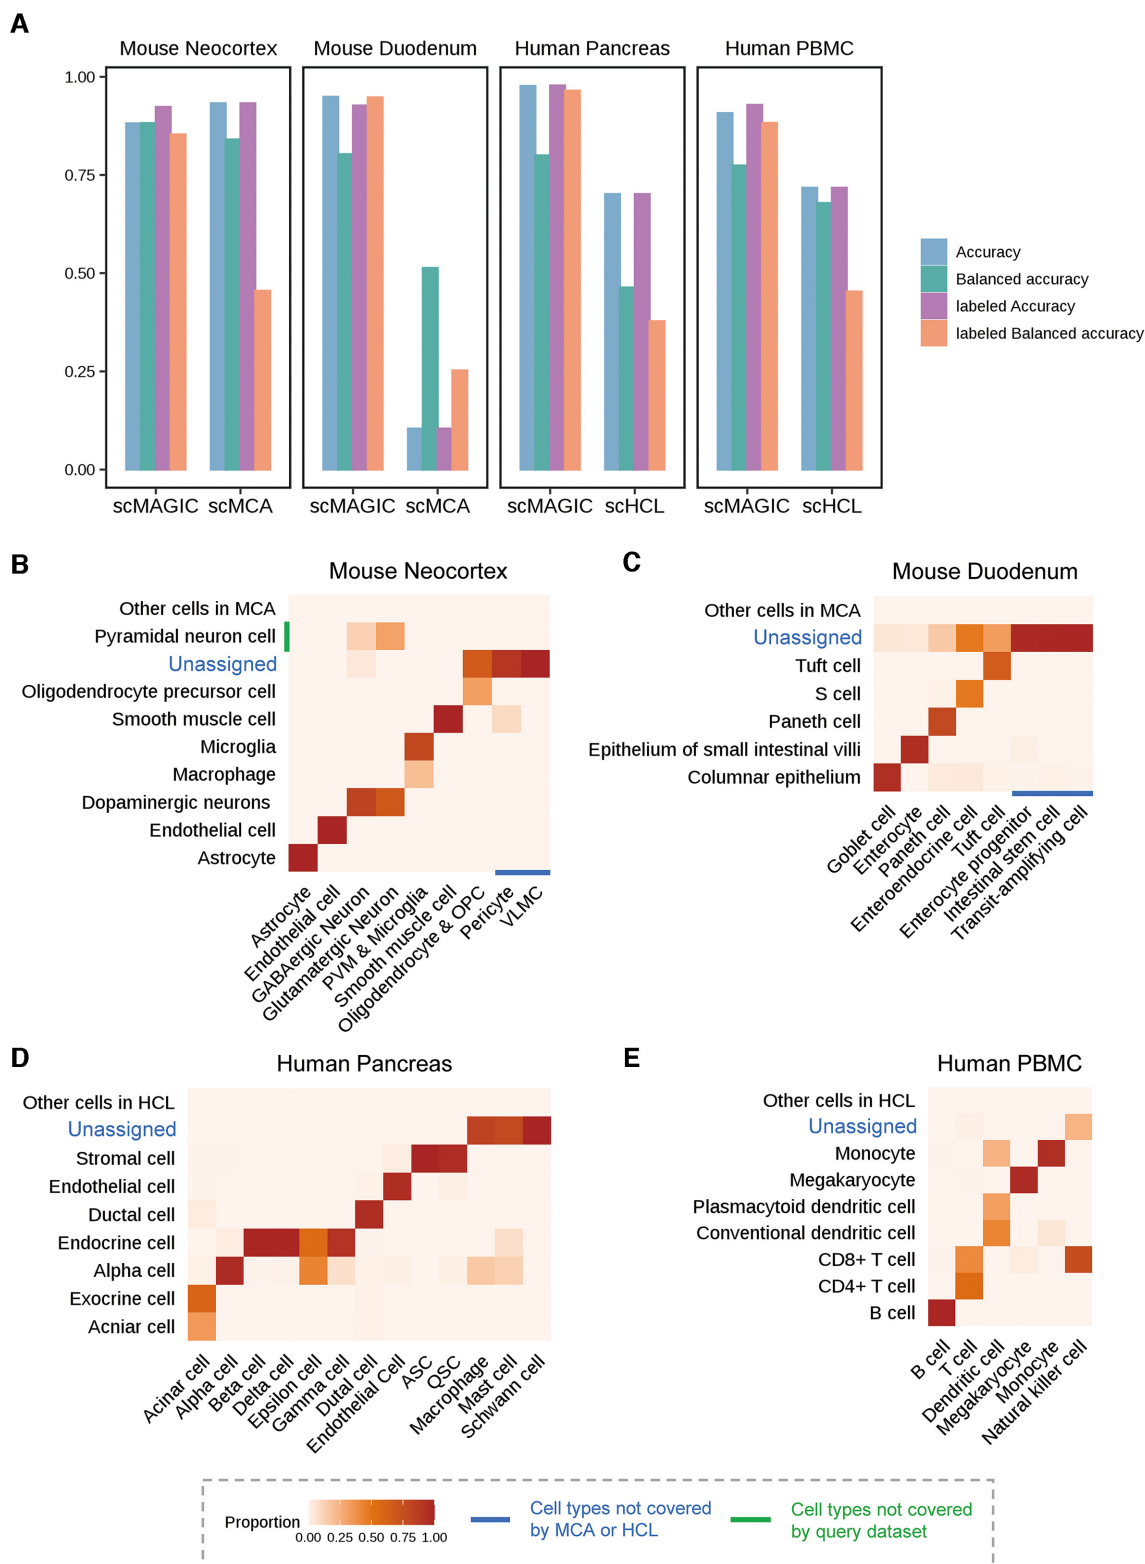 A
Mouse Neocortex
Mouse Duodenum
Human Pancreas
Human PBMC
1.00
0.75
0.50
0.25
0.00
scMAGIC
scMCA
scMAGIC
scMCA
scMAGIC
scHCL
scMAGIC
scHCL
Accuracy
Balanced accuracy
labeled Accuracy
labeled Balanced accuracy
B
Mouse Neocortex
Other cells in MCA
Pyramidal neuron cell
Unassigned
Oligodendrocyte precursor cell
Smooth muscle cell
Microglia
Macrophage
Dopaminergic neurons
Endothelial cell
Astrocyte
Astrocyte
Endothelial cell
GABAergic Neuron
Glutamatergic Neuron
PVM & Microglia
Smooth muscle cell
Oligodendrocyte & OPC
Pericyte
VLMC
C
Mouse Duodenum
Other cells in MCA
Unassigned
Tuft cell
S cell
Paneth cell
Epithelium of small intestinal villi
Columnar epithelium
Goblet cell
Enterocyte
Paneth cell
Enteroendocrine cell
Tuft cell
Enterocyte progenitor
Intestinal stem cell
Transit-amplifying cell
D
Human Pancreas
Other cells in HCL
Unassigned
Stromal cell
Endothelial cell
Ductal cell
Endocrine cell
Alpha cell
Exocrine cell
Acniar cell
Acinar cell
Alpha cell
Beta cell
Delta cell
Epsilon cell
Gamma cell
Dutal cell
Endothelial Cell
ASC
QSC
Macrophage
Mast cell
Schwann cell
E
Human PBMC
Other cells in HCL
Unassigned
Monocyte
Megakaryocyte
Plasmacytoid dendritic cell
Conventional dendritic cell
CD8+ T cell
CD4+ T cell
B cell
B cell
T cell
Dendritic cell
Megakaryocyte
Monocyte
Natural killer cell
Proportion
0.00 0.25 0.50 0.75 1.00
Cell types not covered
by MCA or HCL
Cell types not covered
by query dataset